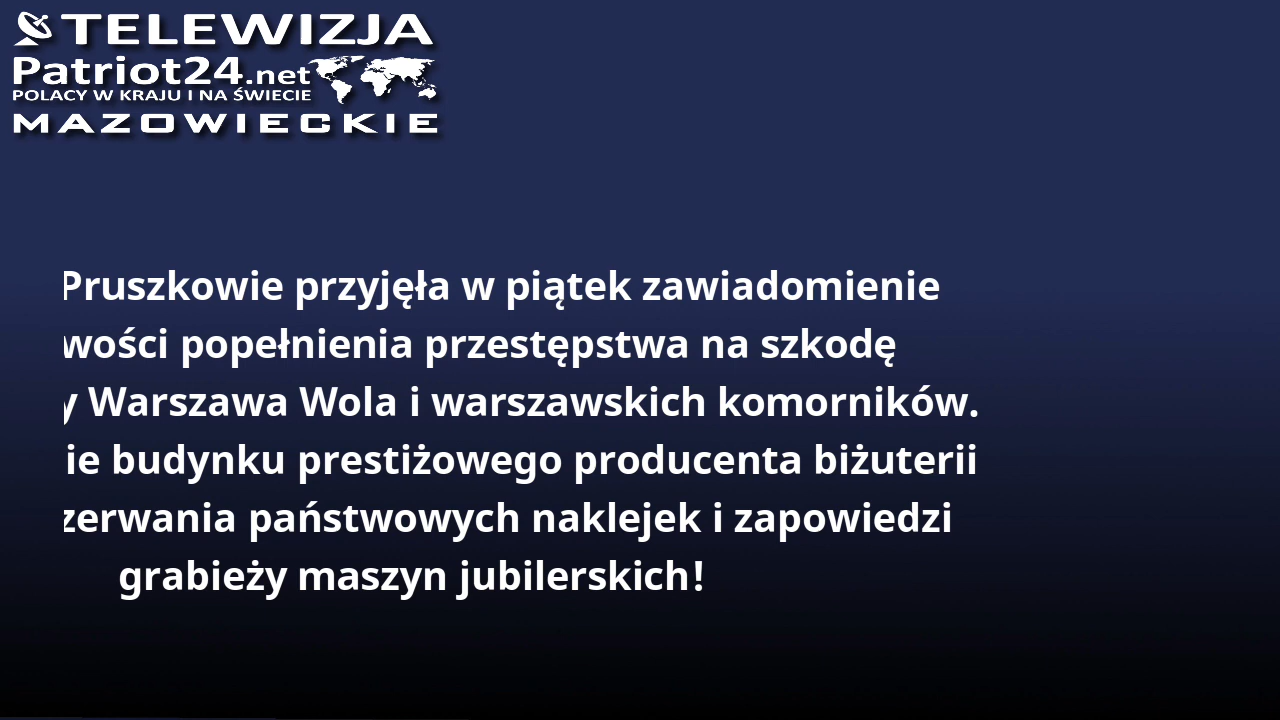 TELEWIZJA
Patriot24.net
POLACY W KRAJU I NA ŚWIECIE
MAZOWIECKIE
Pruszkowie przyjęła w piątek zawiadomienie
wości popełnienia przestępstwa na szkodę
y Warszawa Wola i warszawskich komorników.
ie budynku prestiżowego producenta biżuterii
zerwania państwowych naklejek i zapowiedzi
grabieży maszyn jubilerskich!